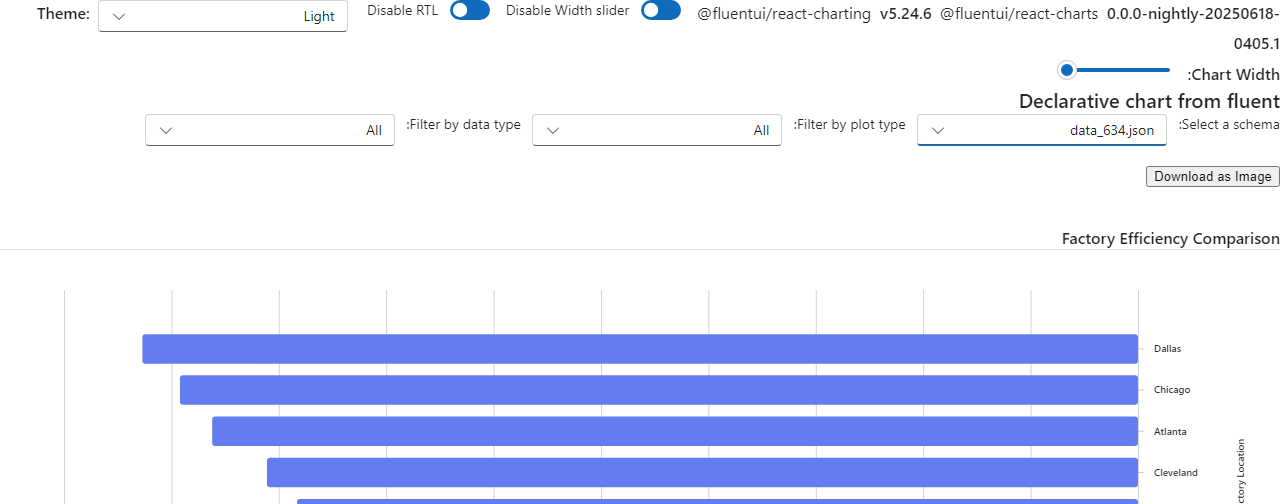 Theme: Light Disable RTL Disable Width slider @fluentui/react-charting v5.24.6 @fluentui/react-charts 0.0.0-nightly-20250618-
0405.1
:Chart Width
Declarative chart from fluent
:Select a schema data_634.json :Filter by plot type All :Filter by data type All
Download as Image
Factory Efficiency Comparison
Dallas
Chicago
Atlanta
Cleveland
ctory Location